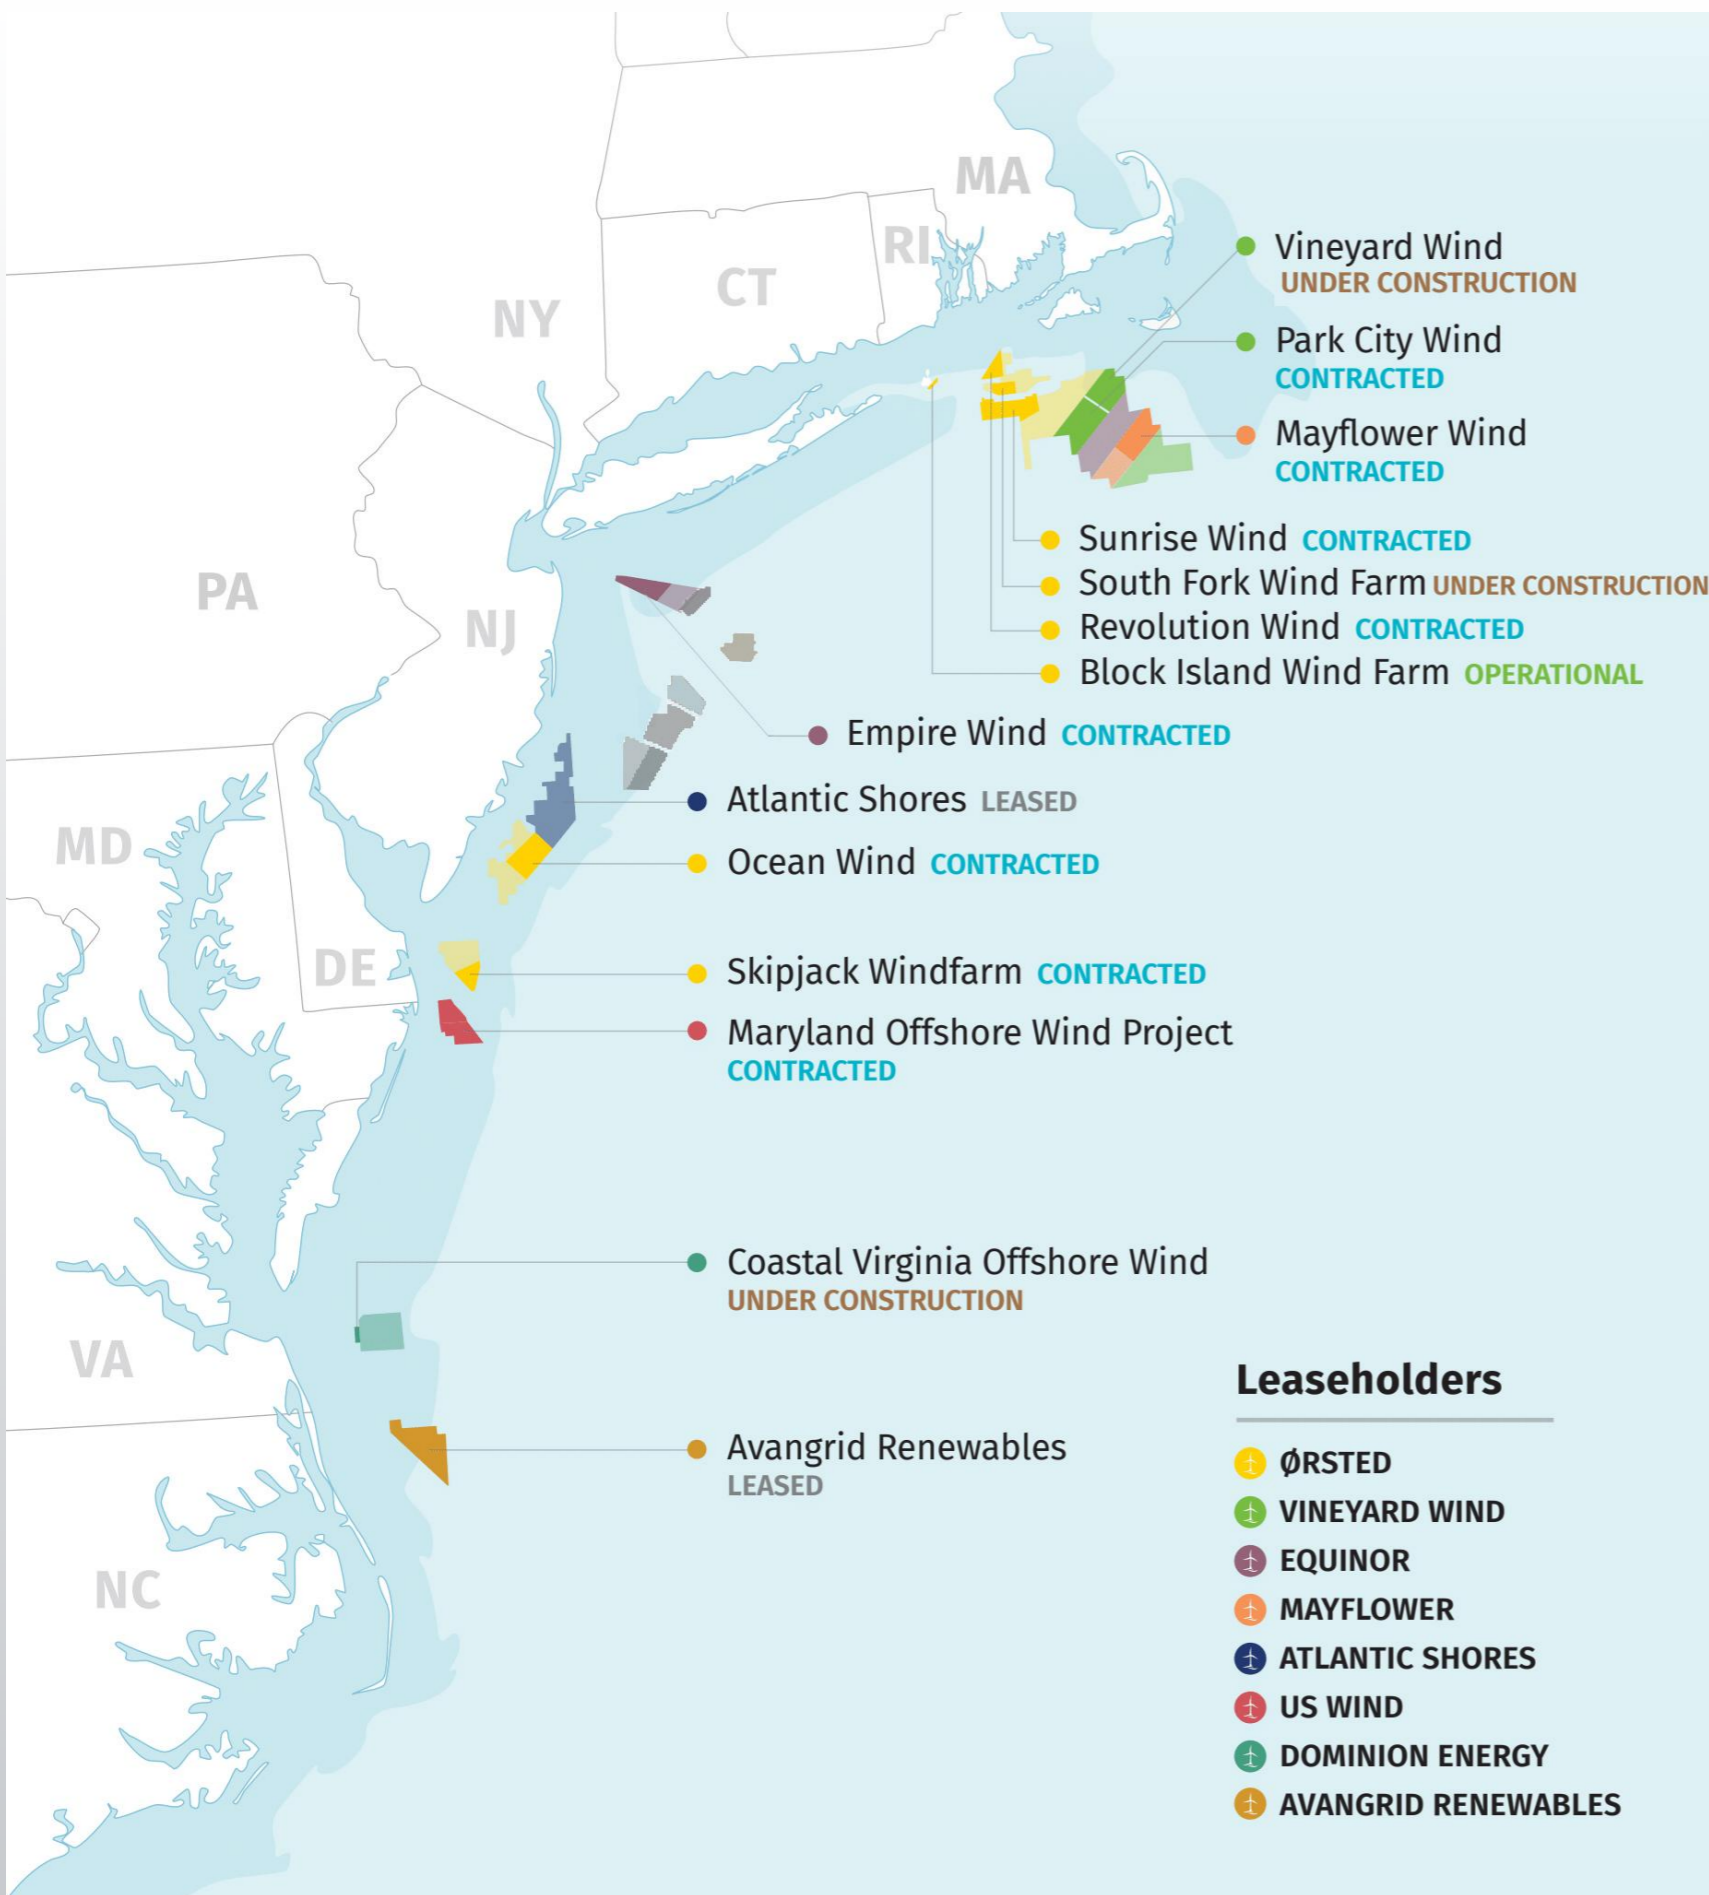 MA
RI
CT
NY
Vineyard Wind
UNDER CONSTRUCTION
Park City Wind
CONTRACTED
Mayflower Wind
CONTRACTED
Sunrise Wind CONTRACTED
South Fork Wind Farm UNDER CONSTRUCTION
Revolution Wind CONTRACTED
Block Island Wind Farm OPERATIONAL
PA
NJ
Empire Wind CONTRACTED
Atlantic Shores LEASED
MD
Ocean Wind CONTRACTED
DE
Skipjack Windfarm CONTRACTED
Maryland Offshore Wind Project
CONTRACTED
Coastal Virginia Offshore Wind
UNDER CONSTRUCTION
VA
Avangrid Renewables
LEASED
NC
Leaseholders
ØRSTED
VINEYARD WIND
EQUINOR
MAYFLOWER
ATLANTIC SHORES
US WIND
DOMINION ENERGY
AVANGRID RENEWABLES